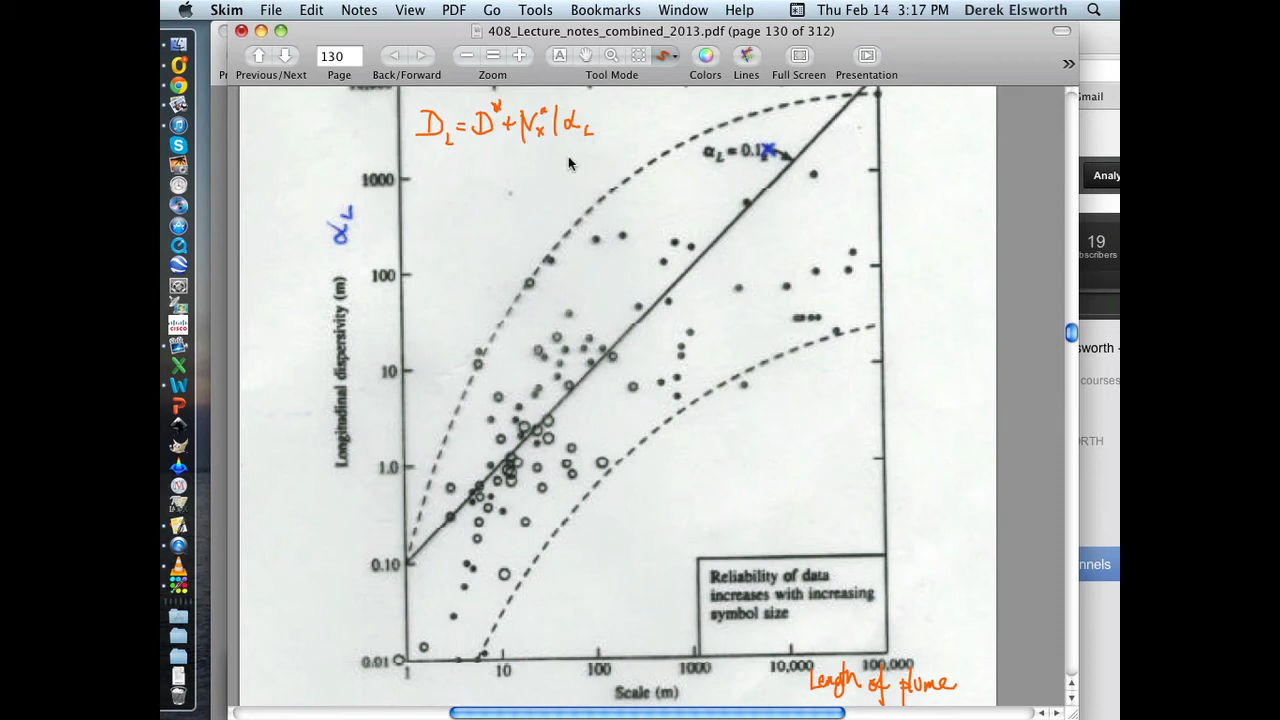 Skim File Edit Notes View PDF Go Tools Bookmarks Window Help Thu Feb 14 3:17 PM Derek Elsworth
408_Lecture_notes_combined_2013.pdf (page 130 of 312)
130
Previous/Next Page Back/Forward Zoom Tool Mode Colors Lines Full Screen Presentation
Gmail
D_L = D* + |V_x*| α_L
α_L = 0.1x
1000
Analy
α_L
19
100
Longitudinal dispersivity (m)
10
courses
ORTH
1.0
0.10
nnels
Reliability of data
increases with increasing
symbol size
0.01
1 10 100 1000 10,000 100,000
Scale (m)
Length of plume
CISCO